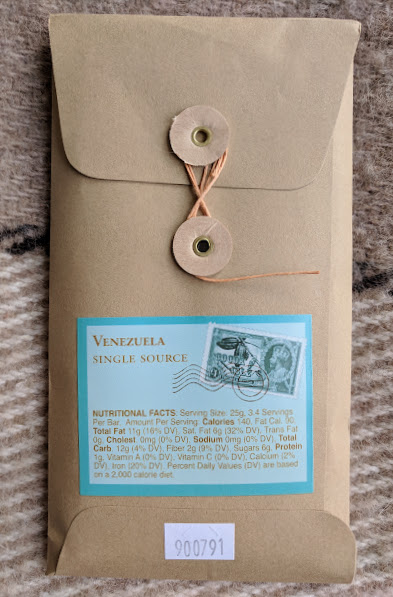 VENEZUELA
SINGLE SOURCE
NUTRITIONAL FACTS: Serving Size: 25g, 3.4 Servings
Per Bar. Amount Per Serving: Calories 140, Fat Cal. 90,
Total Fat 11g (16% DV), Sat. Fat 6g (32% DV), Trans Fat
0g, Cholest. 0mg (0% DV), Sodium 0mg (0% DV), Total
Carb. 12g (4% DV), Fiber 2g (9% DV), Sugars 6g, Protein
1g, Vitamin A (0% DV), Vitamin C (0% DV), Calcium (2%
DV), Iron (20% DV). Percent Daily Values (DV) are based
on a 2,000 calorie diet.
900791